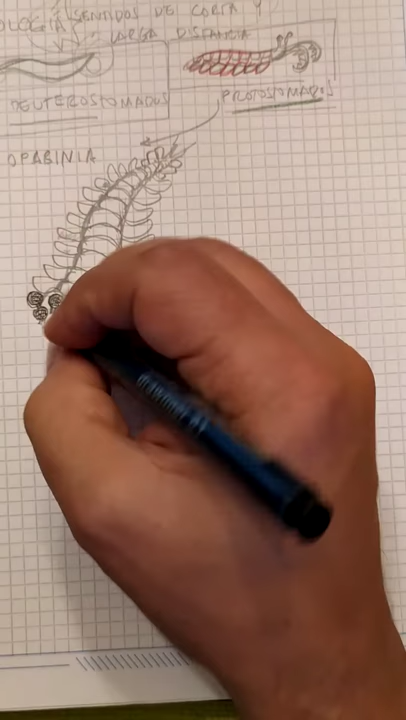 SENTIDOS DE CORTA Y
LARGA DISTANCIA
DEUTEROSTOMADOS
PROTOSTOMADOS
OPABINIA